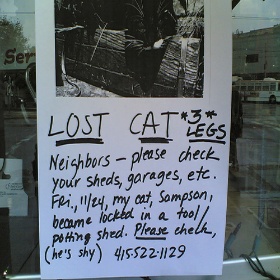 Ser
LOST CAT *3* LEGS
Neighbors – please check
your sheds, garages, etc.
Fri., 11/24, my cat, Sampson,
became locked in a tool/
potting shed. Please check,
(he's shy) 415-522-1129